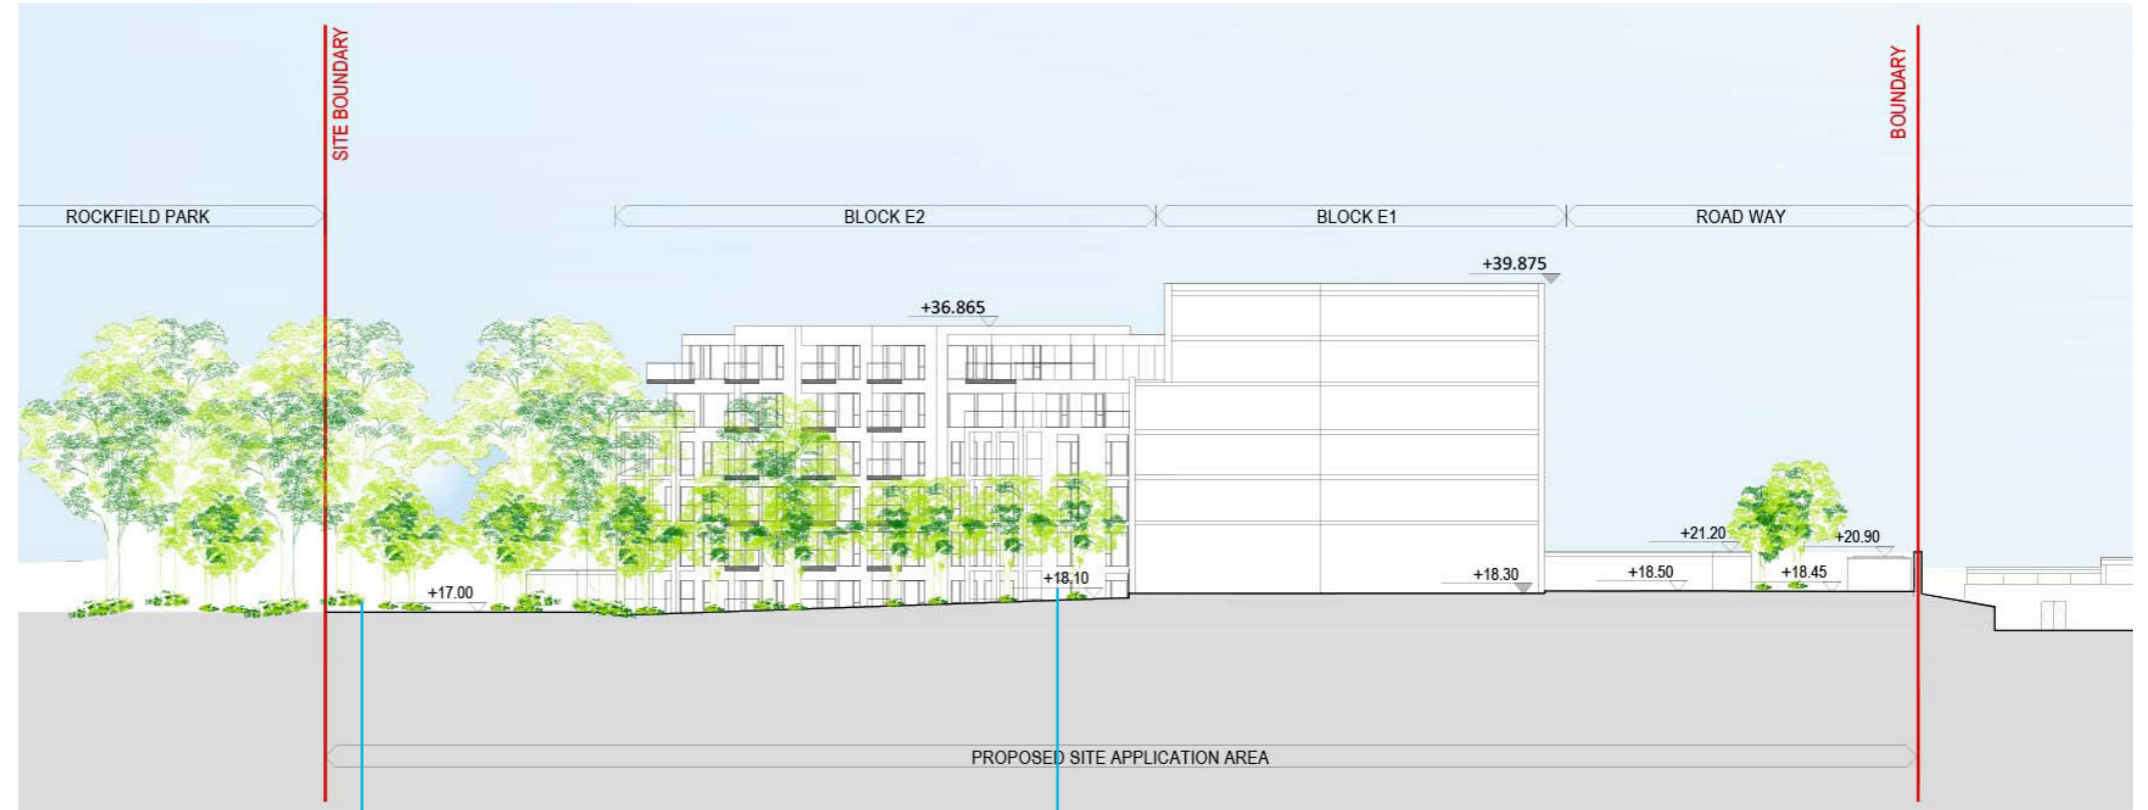 SITE BOUNDARY
BOUNDARY
ROCKFIELD PARK
BLOCK E2
BLOCK E1
ROAD WAY
+39.875
+36.865
+21.20
+20.90
+18.10
+18.30
+18.50
+18.45
+17.00
PROPOSED SITE APPLICATION AREA